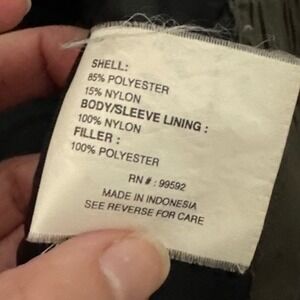 SHELL:
85% POLYESTER
15% NYLON
BODY/SLEEVE LINING :
100% NYLON
FILLER :
100% POLYESTER
RN # : 99592
MADE IN INDONESIA
SEE REVERSE FOR CARE